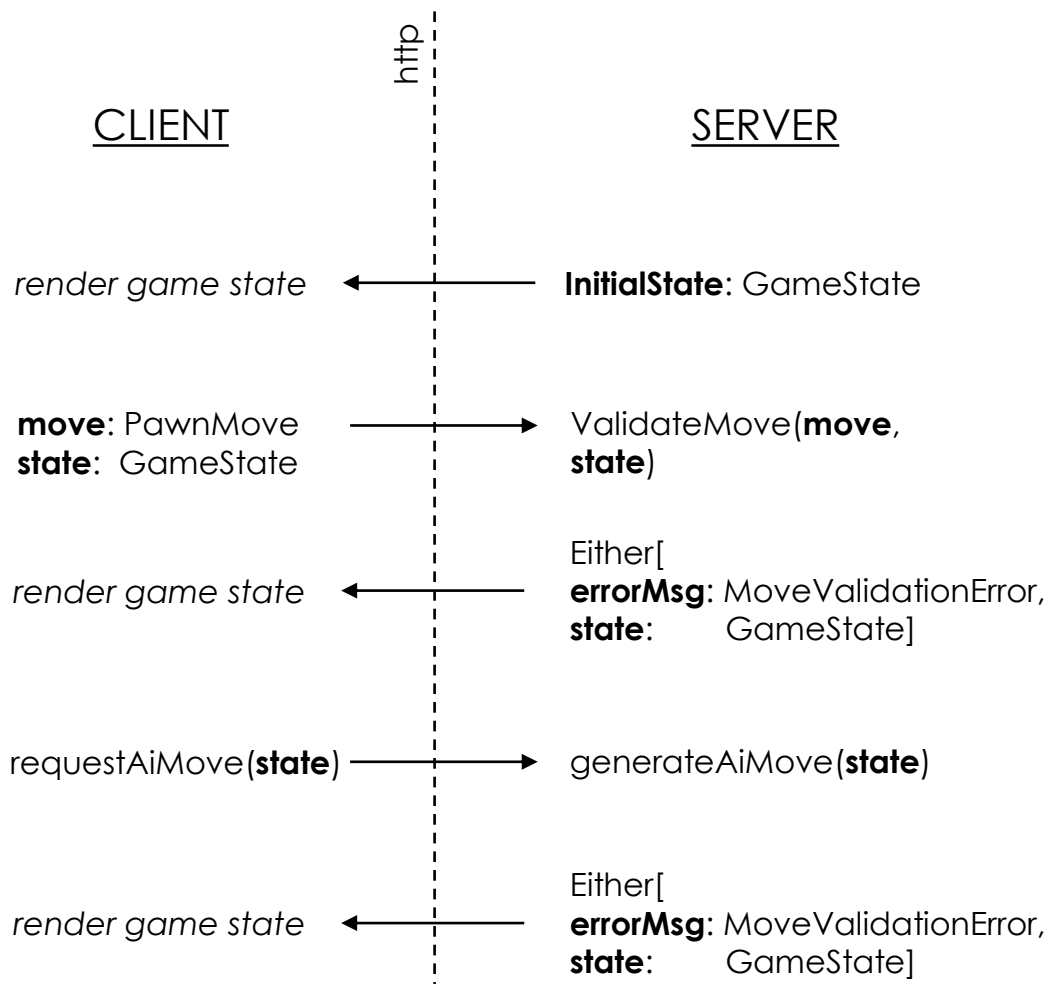 http
CLIENT
SERVER
render game state
InitialState: GameState
move: PawnMove
state: GameState
ValidateMove(move,
state)
render game state
Either[
errorMsg: MoveValidationError,
state: GameState]
requestAiMove(state)
generateAiMove(state)
render game state
Either[
errorMsg: MoveValidationError,
state: GameState]